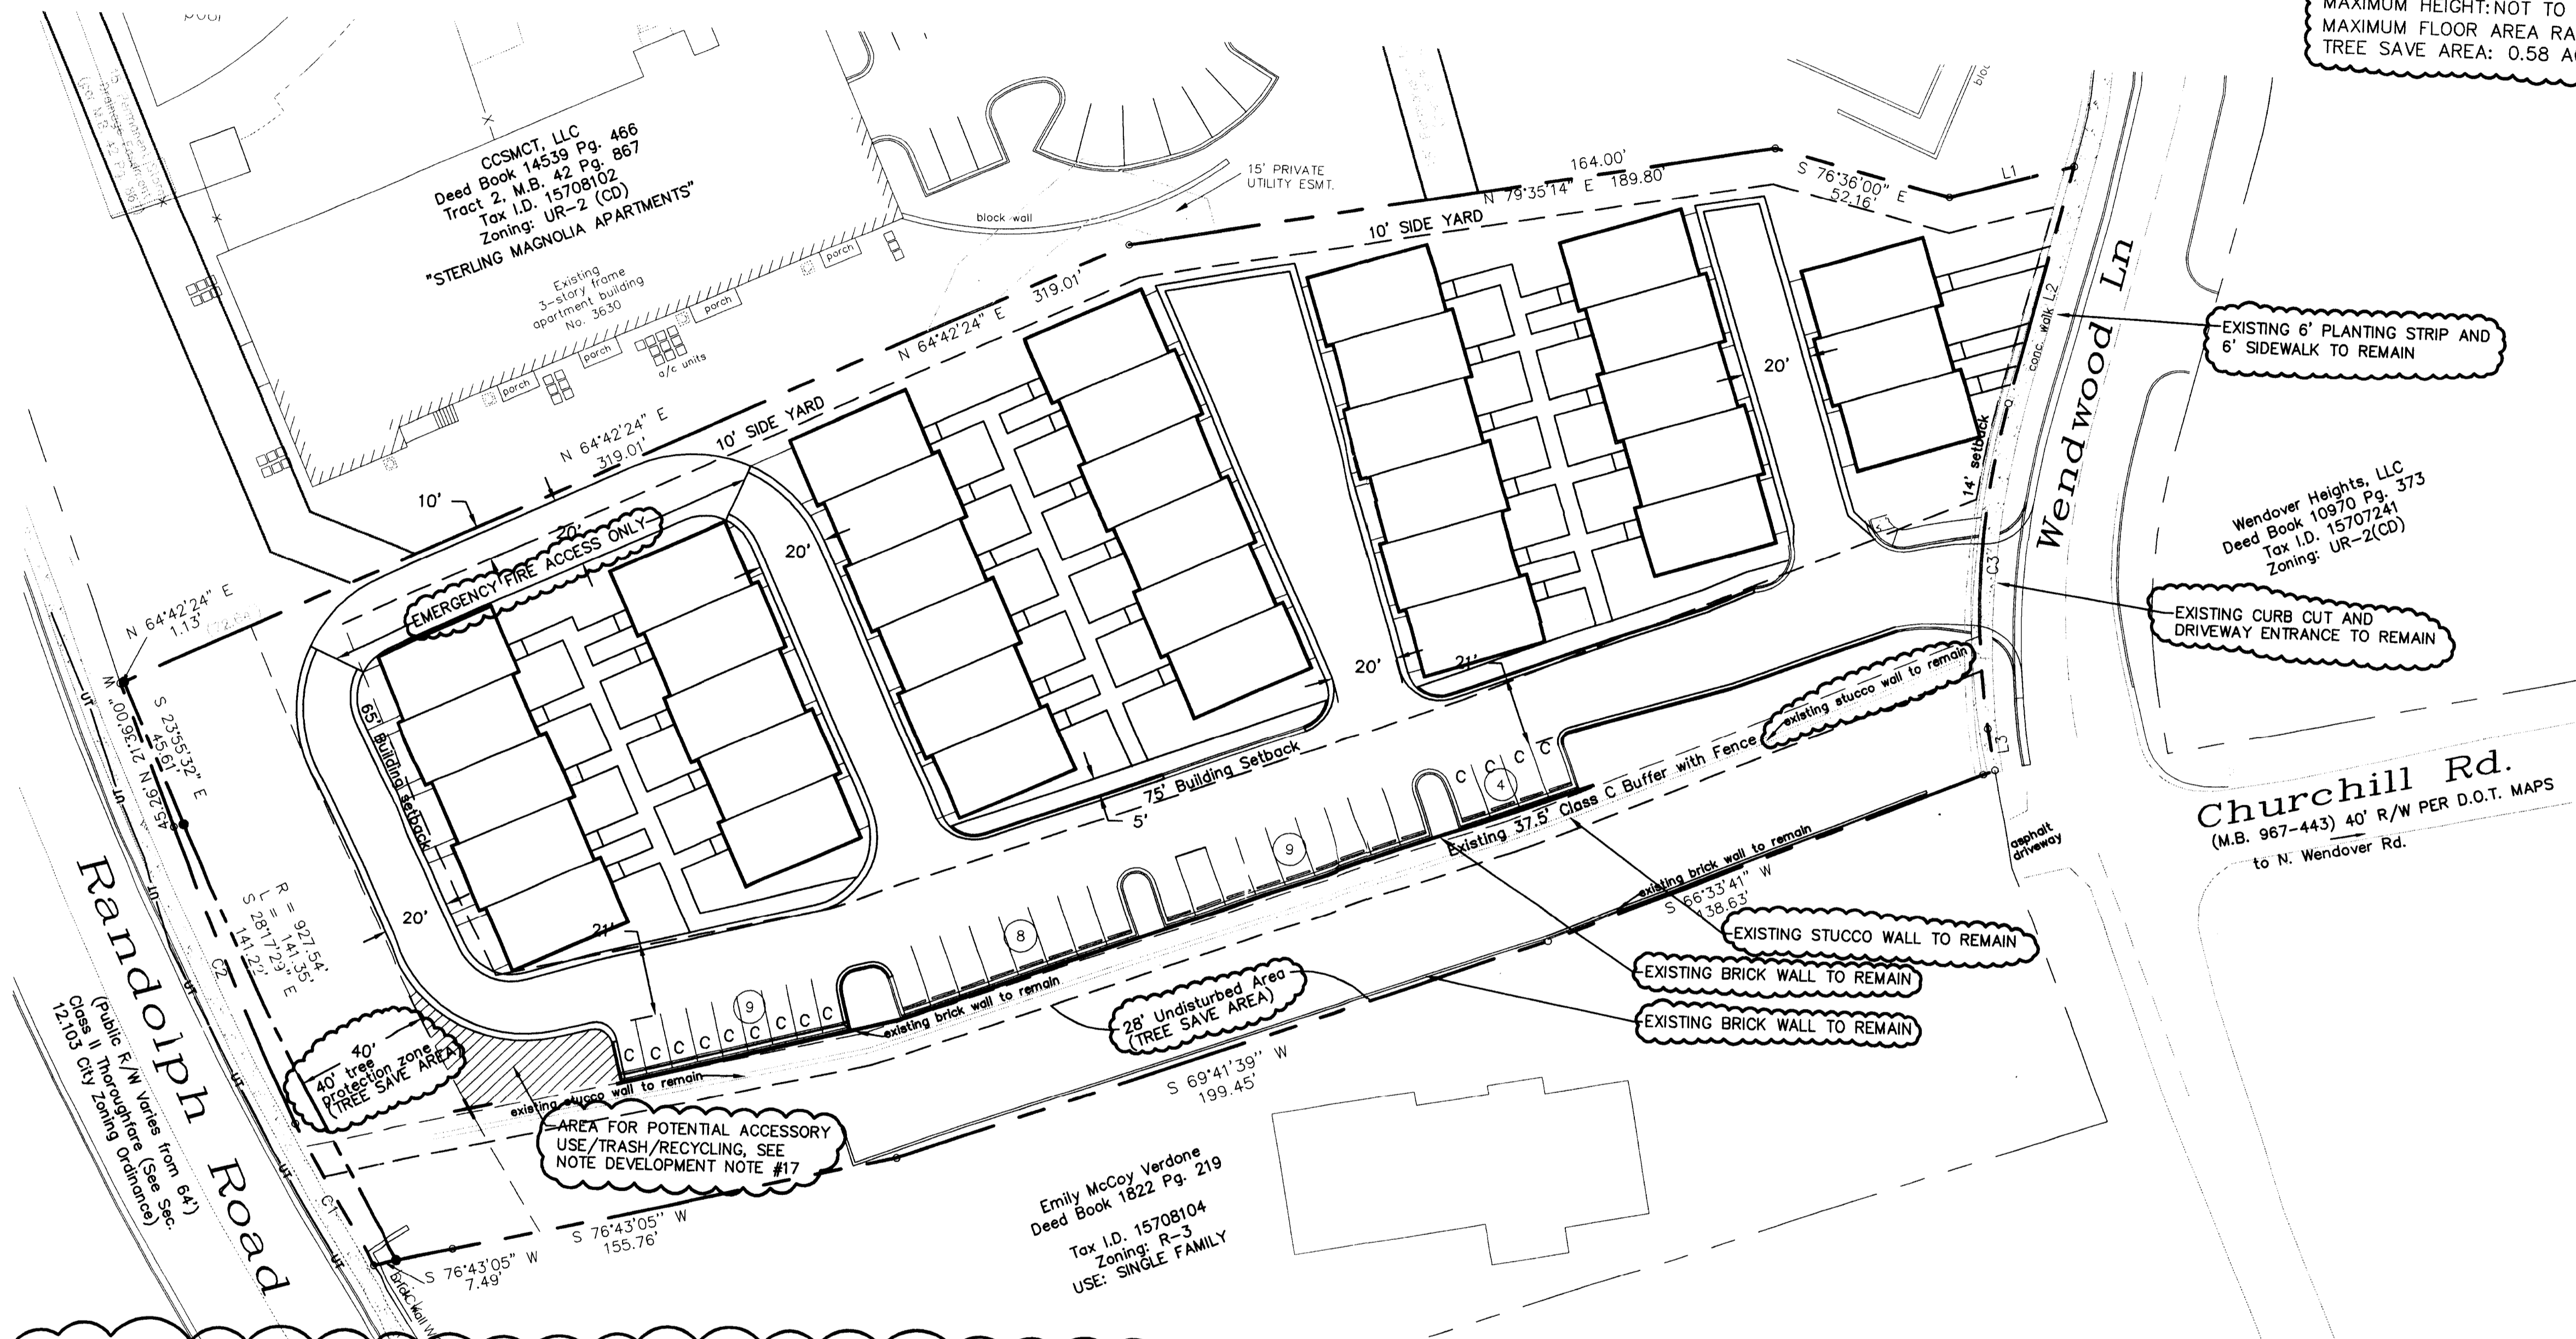 MAXIMUM HEIGHT: NOT TO
MAXIMUM FLOOR AREA RA
TREE SAVE AREA: 0.58 A
CCSMCT, LLC
Deed Book 14539 Pg. 466
Tract 2, M.B. 42 Pg. 867
Tax I.D. 15708102
Zoning: UR-2 (CD)
"STERLING MAGNOLIA APARTMENTS"
Existing
3-story frame
apartment building
No. 3630
porch
porch
porch
porch
a/c units
block wall
15' PRIVATE
UTILITY ESMT.
164.00'
N 79°35'14" E 189.80'
S 76°36'00" E
52.16'
L1
10' SIDE YARD
319.01'
N 64°42'24" E
N 64°42'24" E
319.01'
10' SIDE YARD
10'
20'
EMERGENCY FIRE ACCESS ONLY
20'
20'
20'
20'
conc. walk L2
14' setback
Wendwood Ln
EXISTING 6' PLANTING STRIP AND
6' SIDEWALK TO REMAIN
Wendover Heights, LLC
Deed Book 10970 Pg. 373
Tax I.D. 15707241
Zoning: UR-2(CD)
C3
EXISTING CURB CUT AND
DRIVEWAY ENTRANCE TO REMAIN
N 64°42'24" E
1.13'
S 23°55'32" E
45.61'
45.26' N 21°36'00" W
65' Building setback
R = 927.54'
L = 141.35'
S 28°17'29" E
141.22'
C2
UT
UT
UT
UT
UT
UT
UT
21'
21'
5'
75' Building Setback
existing stucco wall to remain
Existing 37.5' Class C Buffer with Fence
L3
C C C C
4
9
8
9
C C C C C C C C C
Churchill Rd.
(M.B. 967-443) 40' R/W PER D.O.T. MAPS
to N. Wendover Rd.
asphalt
driveway
existing brick wall to remain
S 66°33'41" W
138.63'
EXISTING STUCCO WALL TO REMAIN
EXISTING BRICK WALL TO REMAIN
EXISTING BRICK WALL TO REMAIN
existing brick wall to remain
28' Undisturbed Area
(TREE SAVE AREA)
S 69°41'39" W
199.45'
40'
40' tree
protection zone
(TREE SAVE AREA)
existing stucco wall to remain
AREA FOR POTENTIAL ACCESSORY
USE/TRASH/RECYCLING, SEE
NOTE DEVELOPMENT NOTE #17
Randolph Road
(Public R/W Varies from 64')
Class II Thoroughfare (See Sec.
12.103 City Zoning Ordinance)
C1
S 76°43'05" W
155.76'
S 76°43'05" W
7.49'
brick wall
Emily McCoy Verdone
Deed Book 1822 Pg. 219
Tax I.D. 15708104
Zoning: R-3
USE: SINGLE FAMILY